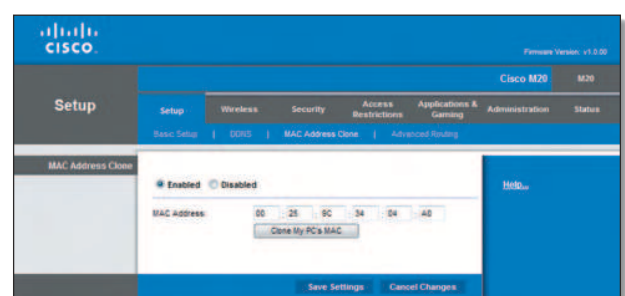 CISCO
Firmware Version: v1.0.00
Cisco M20 M20
Setup
Setup Wireless Security Access Restrictions Applications & Gaming Administration Status
Basic Setup | DDNS | MAC Address Clone | Advanced Routing
MAC Address Clone
Enabled Disabled
Help...
MAC Address: 00 : 25 : 9C : 34 : 04 : A0
Clone My PC's MAC
Save Settings Cancel Changes